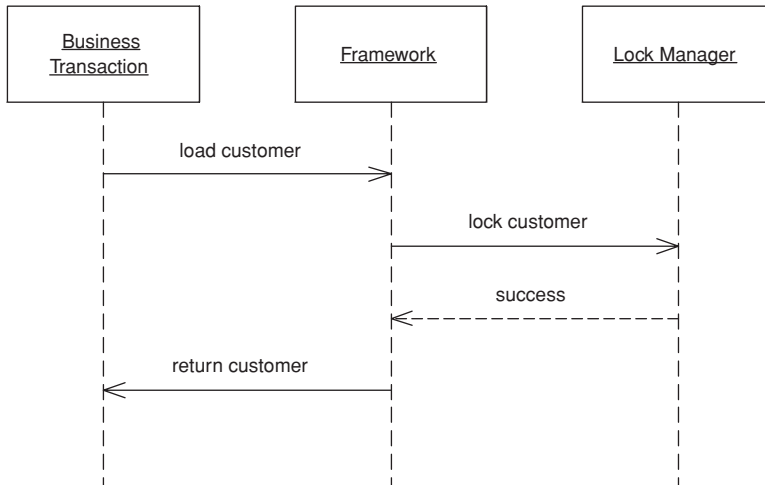 Business
Transaction
Framework
Lock Manager
load customer
lock customer
success
return customer